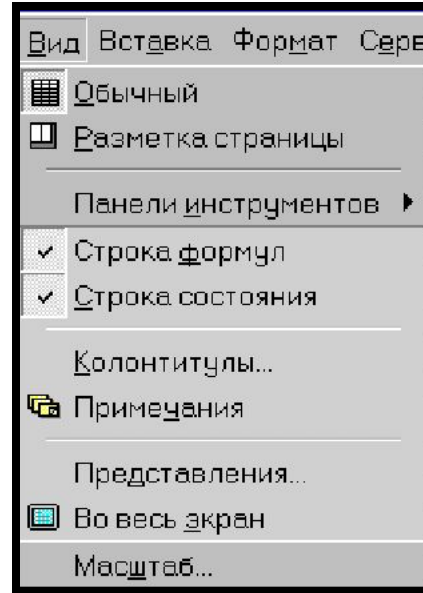 Вид Вставка Формат Серв
Обычный
Разметка страницы
Панели инструментов
Строка формул
Строка состояния
Колонтитулы...
Примечания
Представления...
Во весь экран
Масштаб...